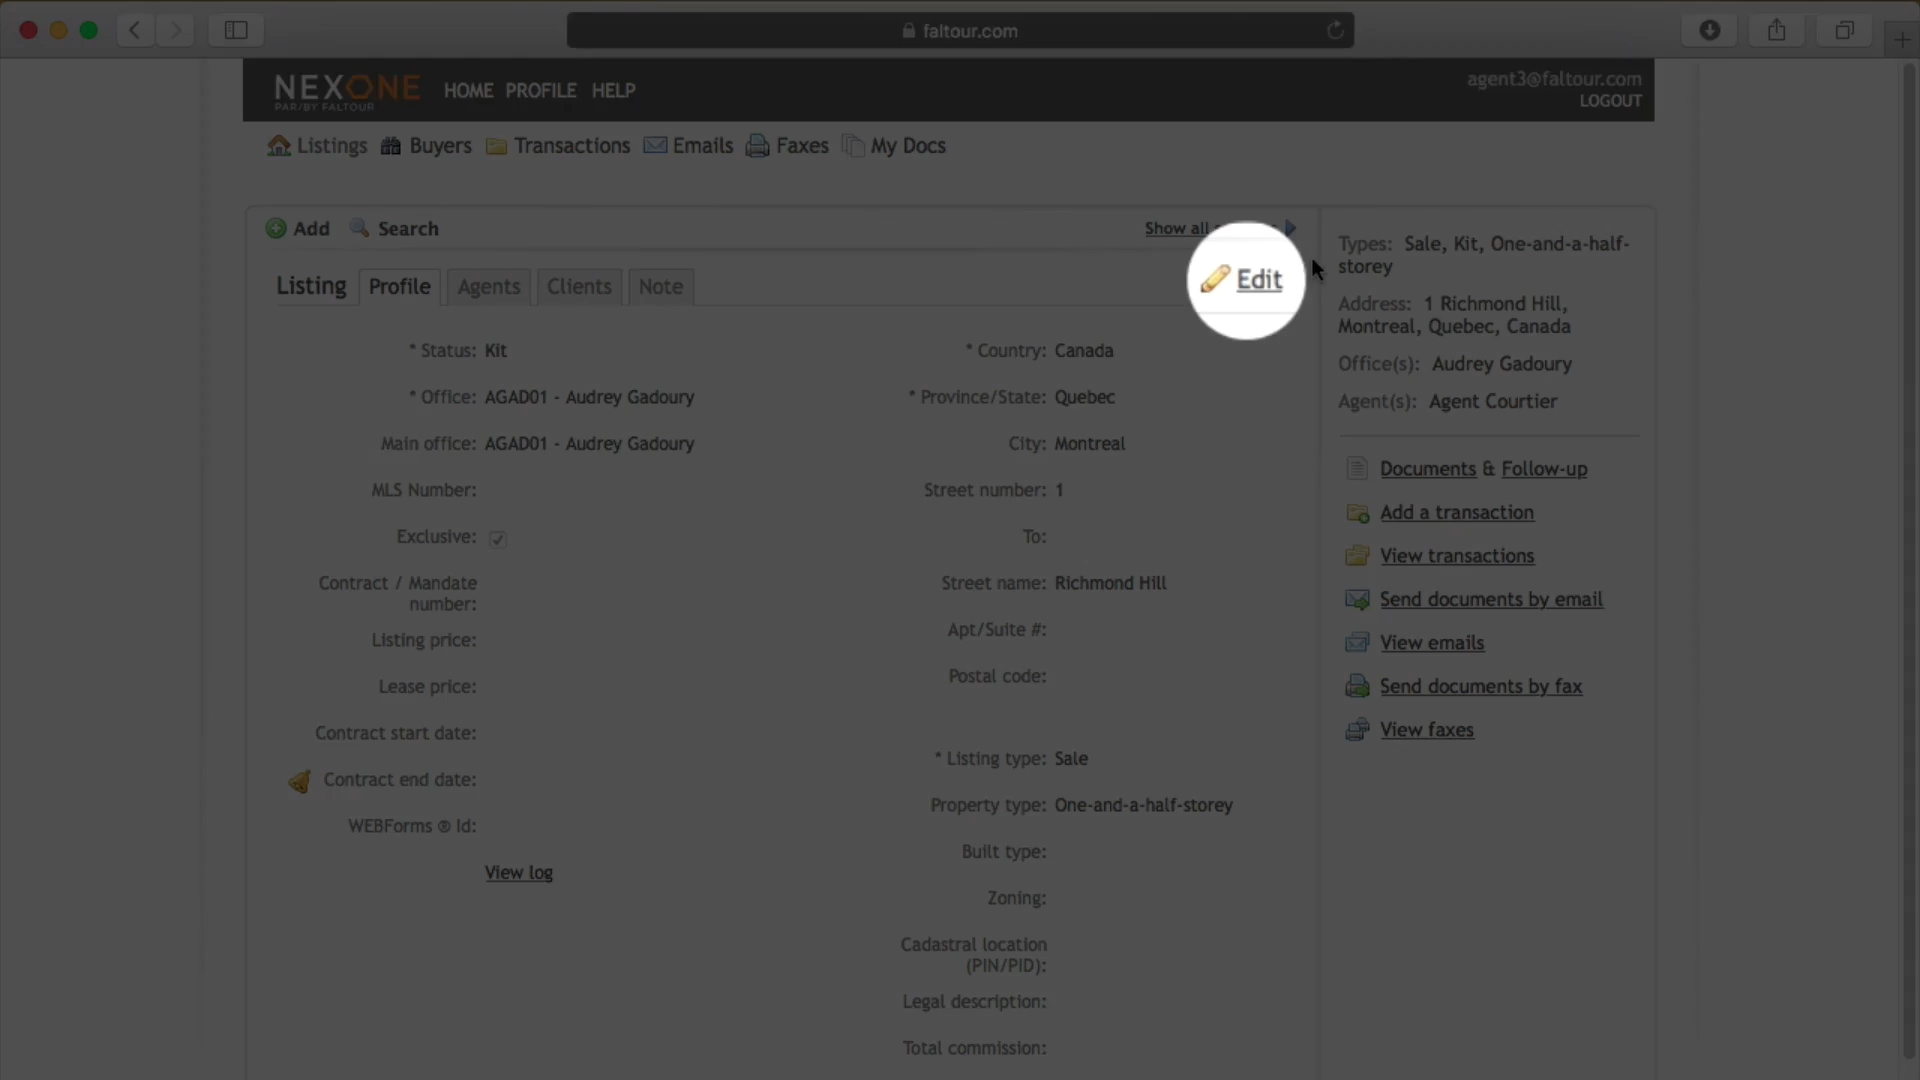 faltour.com
NEXONE
PAR/BY FALTOUR
HOME PROFILE HELP
agent3@faltour.com
LOGOUT
Listings Buyers Transactions Emails Faxes My Docs
Add Search
Show all
Edit
Listing Profile Agents Clients Note
* Status: Kit
* Office: AGAD01 - Audrey Gadoury
Main office: AGAD01 - Audrey Gadoury
MLS Number:
Exclusive:
Contract / Mandate
number:
Listing price:
Lease price:
Contract start date:
Contract end date:
WEBForms ® Id:
View log
* Country: Canada
* Province/State: Quebec
City: Montreal
Street number: 1
To:
Street name: Richmond Hill
Apt/Suite #:
Postal code:
* Listing type: Sale
Property type: One-and-a-half-storey
Built type:
Zoning:
Cadastral location
(PIN/PID):
Legal description:
Total commission:
Types: Sale, Kit, One-and-a-half-
storey
Address: 1 Richmond Hill,
Montreal, Quebec, Canada
Office(s): Audrey Gadoury
Agent(s): Agent Courtier
Documents & Follow-up
Add a transaction
View transactions
Send documents by email
View emails
Send documents by fax
View faxes